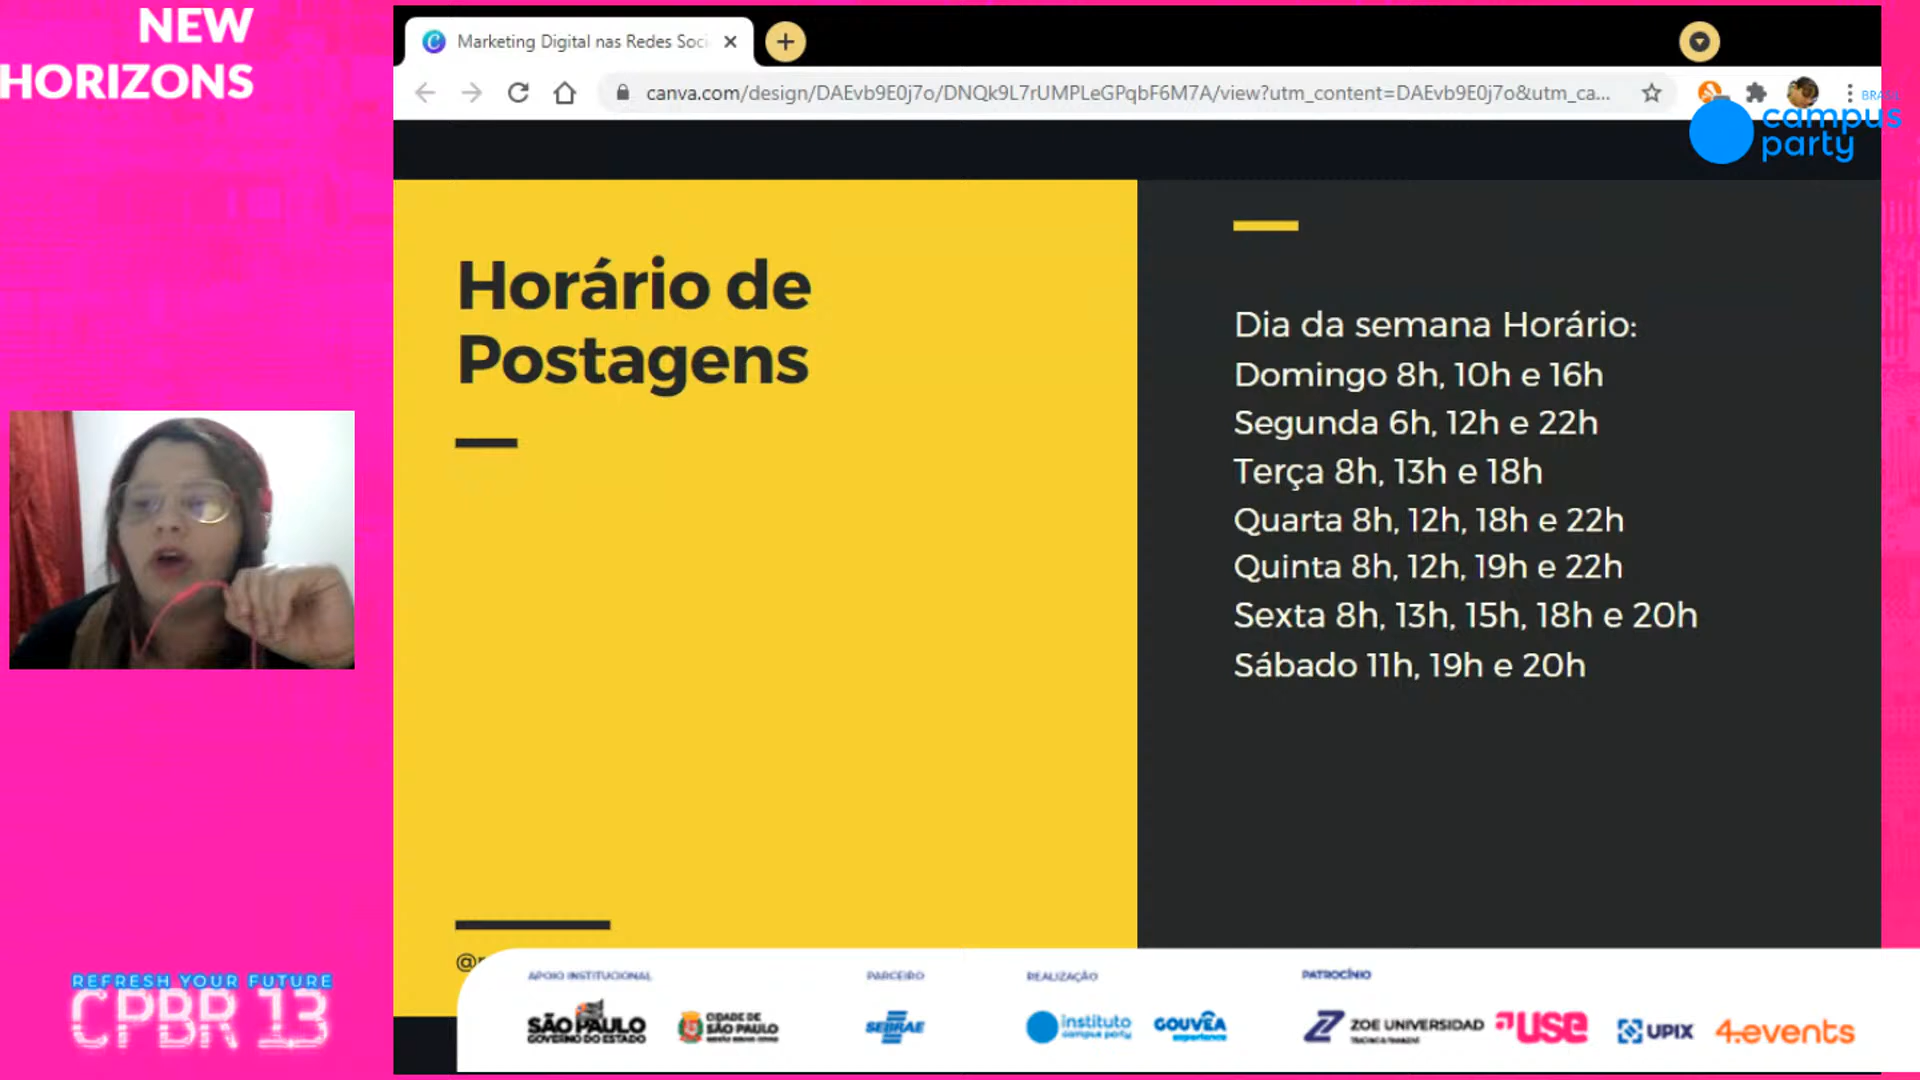 NEW
HORIZONS
Marketing Digital nas Redes Soci
canva.com/design/DAEvb9E0j7o/DNQk9L7rUMPLeGPqbF6M7A/view?utm_content=DAEvb9E0j7o&utm_ca...
BRASIL
campus
party
Horário de
Postagens
Dia da semana Horário:
Domingo 8h, 10h e 16h
Segunda 6h, 12h e 22h
Terça 8h, 13h e 18h
Quarta 8h, 12h, 18h e 22h
Quinta 8h, 12h, 19h e 22h
Sexta 8h, 13h, 15h, 18h e 20h
Sábado 11h, 19h e 20h
REFRESH YOUR FUTURE
CPBR 13
APOIO INSTITUCIONAL
PARCEIRO
REALIZAÇÃO
PATROCÍNIO
SÃO PAULO
GOVERNO DO ESTADO
CIDADE DE
SÃO PAULO
SEBRAE
instituto
campus party
GOUVÊA
experience
ZOE UNIVERSIDAD
USE
UPIX
4.events